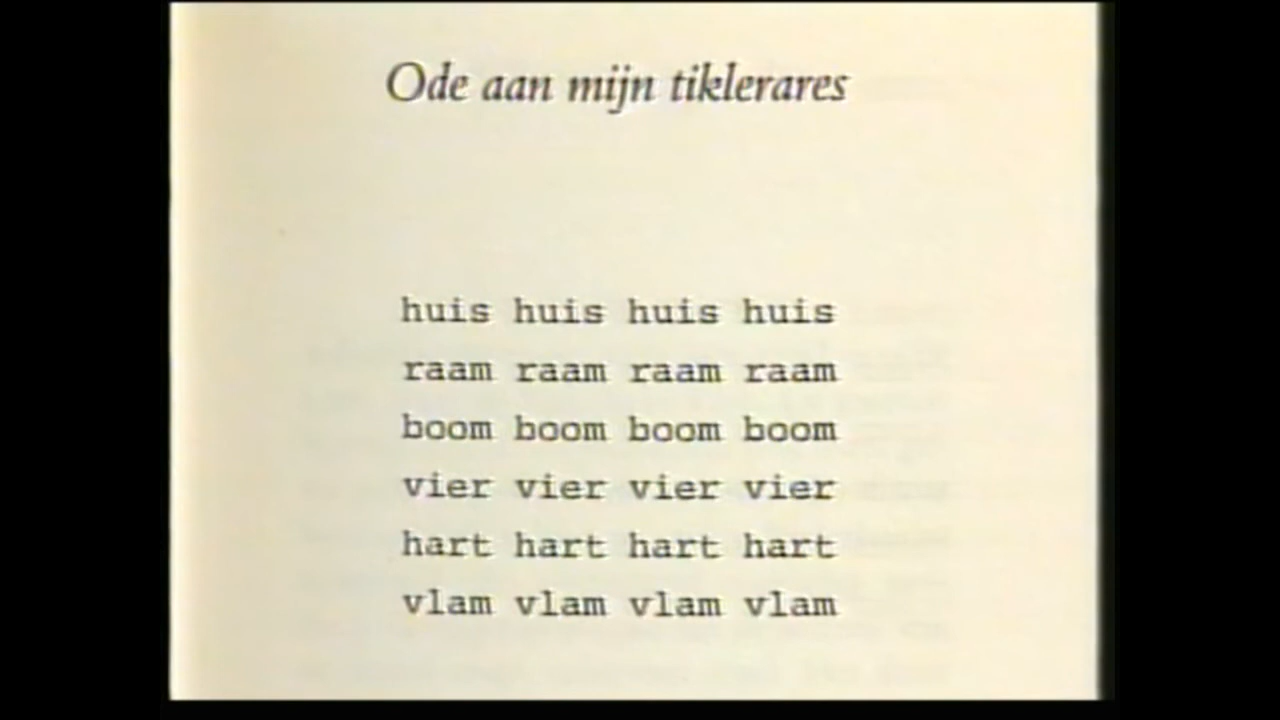 Ode aan mijn tiklerares
huis huis huis huis
raam raam raam raam
boom boom boom boom
vier vier vier vier
hart hart hart hart
vlam vlam vlam vlam